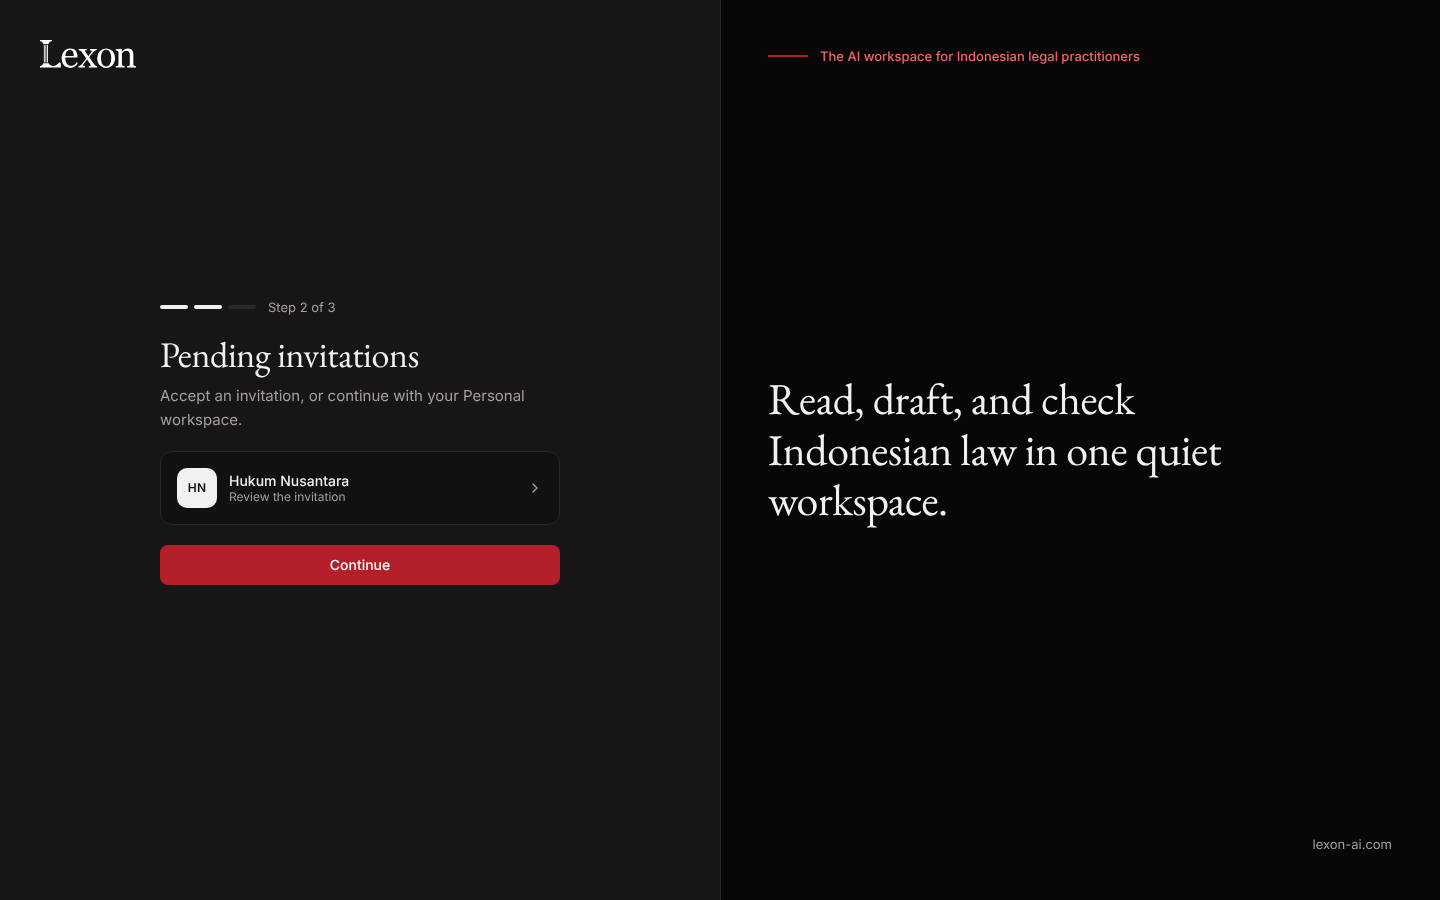 Lexon
Step 2 of 3
Pending invitations
Accept an invitation, or continue with your Personal
workspace.
HN
Hukum Nusantara
Review the invitation
Continue
The AI workspace for Indonesian legal practitioners
Read, draft, and check
Indonesian law in one quiet
workspace.
lexon-ai.com